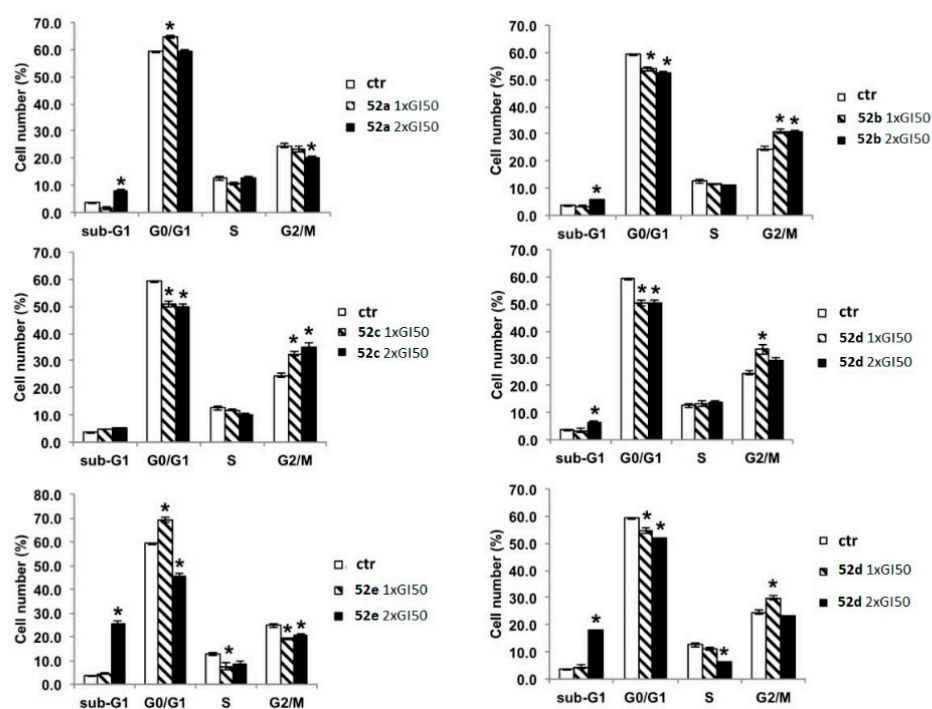 70.0
60.0
50.0
40.0
30.0
20.0
10.0
0.0
Cell number (%)
*
*
*
sub-G1 G0/G1 S G2/M
ctr
52a 1xGI50
52a 2xGI50
70.0
60.0
50.0
40.0
30.0
20.0
10.0
0.0
Cell number (%)
*
* *
* *
sub-G1 G0/G1 S G2/M
ctr
52b 1xGI50
52b 2xGI50
60.0
50.0
40.0
30.0
20.0
10.0
0.0
Cell number (%)
* *
* *
sub-G1 G0/G1 S G2/M
ctr
52c 1xGI50
52c 2xGI50
60.0
50.0
40.0
30.0
20.0
10.0
0.0
Cell number (%)
*
* *
*
sub-G1 G0/G1 S G2/M
ctr
52d 1xGI50
52d 2xGI50
80.0
70.0
60.0
50.0
40.0
30.0
20.0
10.0
0.0
Cell number (%)
*
* *
*
* *
sub-G1 G0/G1 S G2/M
ctr
52e 1xGI50
52e 2xGI50
70.0
60.0
50.0
40.0
30.0
20.0
10.0
0.0
Cell number (%)
*
* *
*
*
sub-G1 G0/G1 S G2/M
ctr
52d 1xGI50
52d 2xGI50